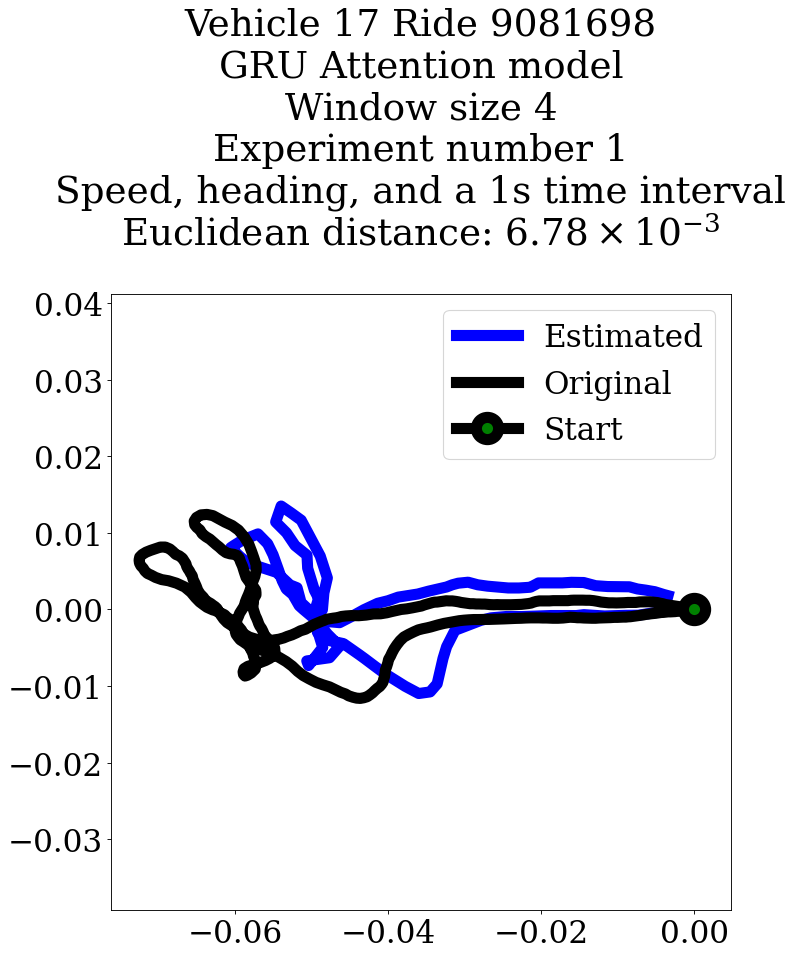 Vehicle 17 Ride 9081698
GRU Attention model
Window size 4
Experiment number 1
Speed, heading, and a 1s time interval
Euclidean distance: 6.78 × 10⁻³
0.04
0.03
0.02
0.01
0.00
−0.01
−0.02
−0.03
Estimated
Original
Start
−0.06
−0.04
−0.02
0.00